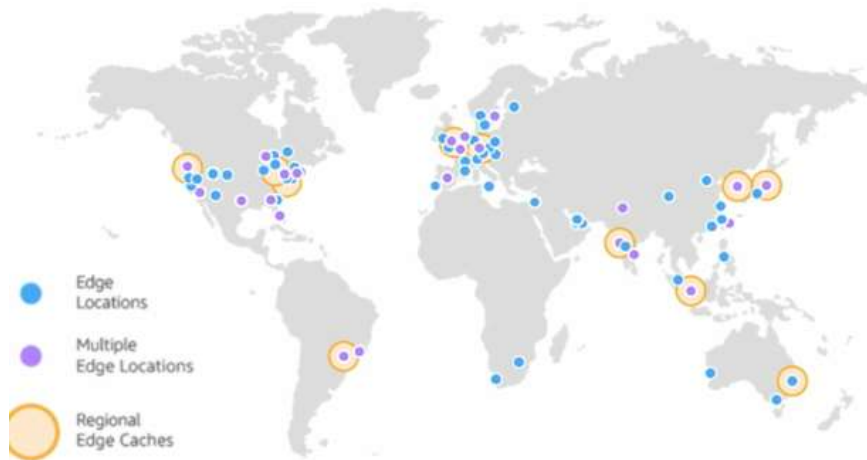 Edge
Locations
Multiple
Edge Locations
Regional
Edge Caches